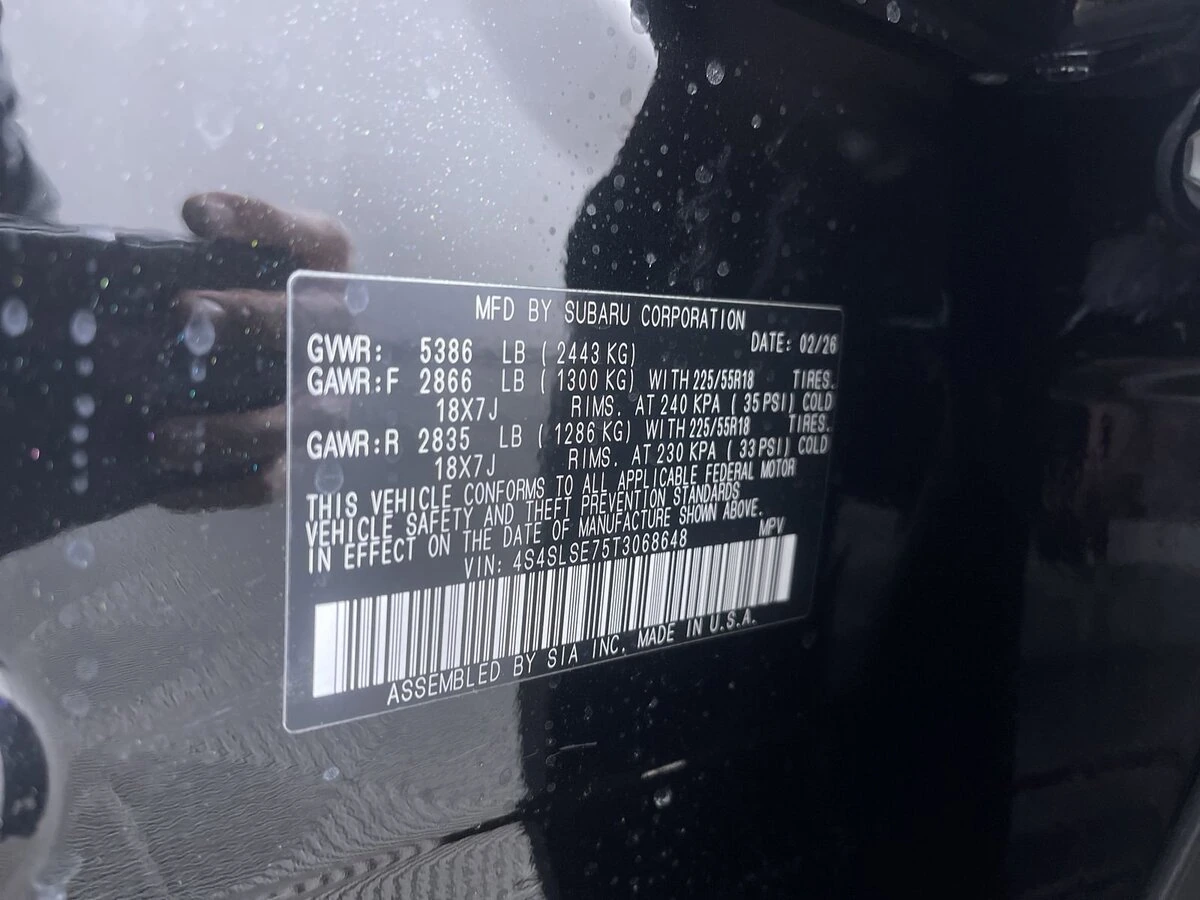 MFD BY SUBARU CORPORATION
DATE: 02/26
GVWR: 5386 LB ( 2443 KG)
GAWR:F 2866 LB ( 1300 KG) WITH 225/55R18 TIRES.
18X7J RIMS. AT 240 KPA ( 35 PSI) COLD
GAWR:R 2835 LB ( 1286 KG) WITH 225/55R18 TIRES.
18X7J RIMS. AT 230 KPA ( 33 PSI) COLD
THIS VEHICLE CONFORMS TO ALL APPLICABLE FEDERAL MOTOR
VEHICLE SAFETY AND THEFT PREVENTION STANDARDS
IN EFFECT ON THE DATE OF MANUFACTURE SHOWN ABOVE.
VIN: 4S4SLSE75T3068648 MPV
ASSEMBLED BY SIA INC. MADE IN U.S.A.